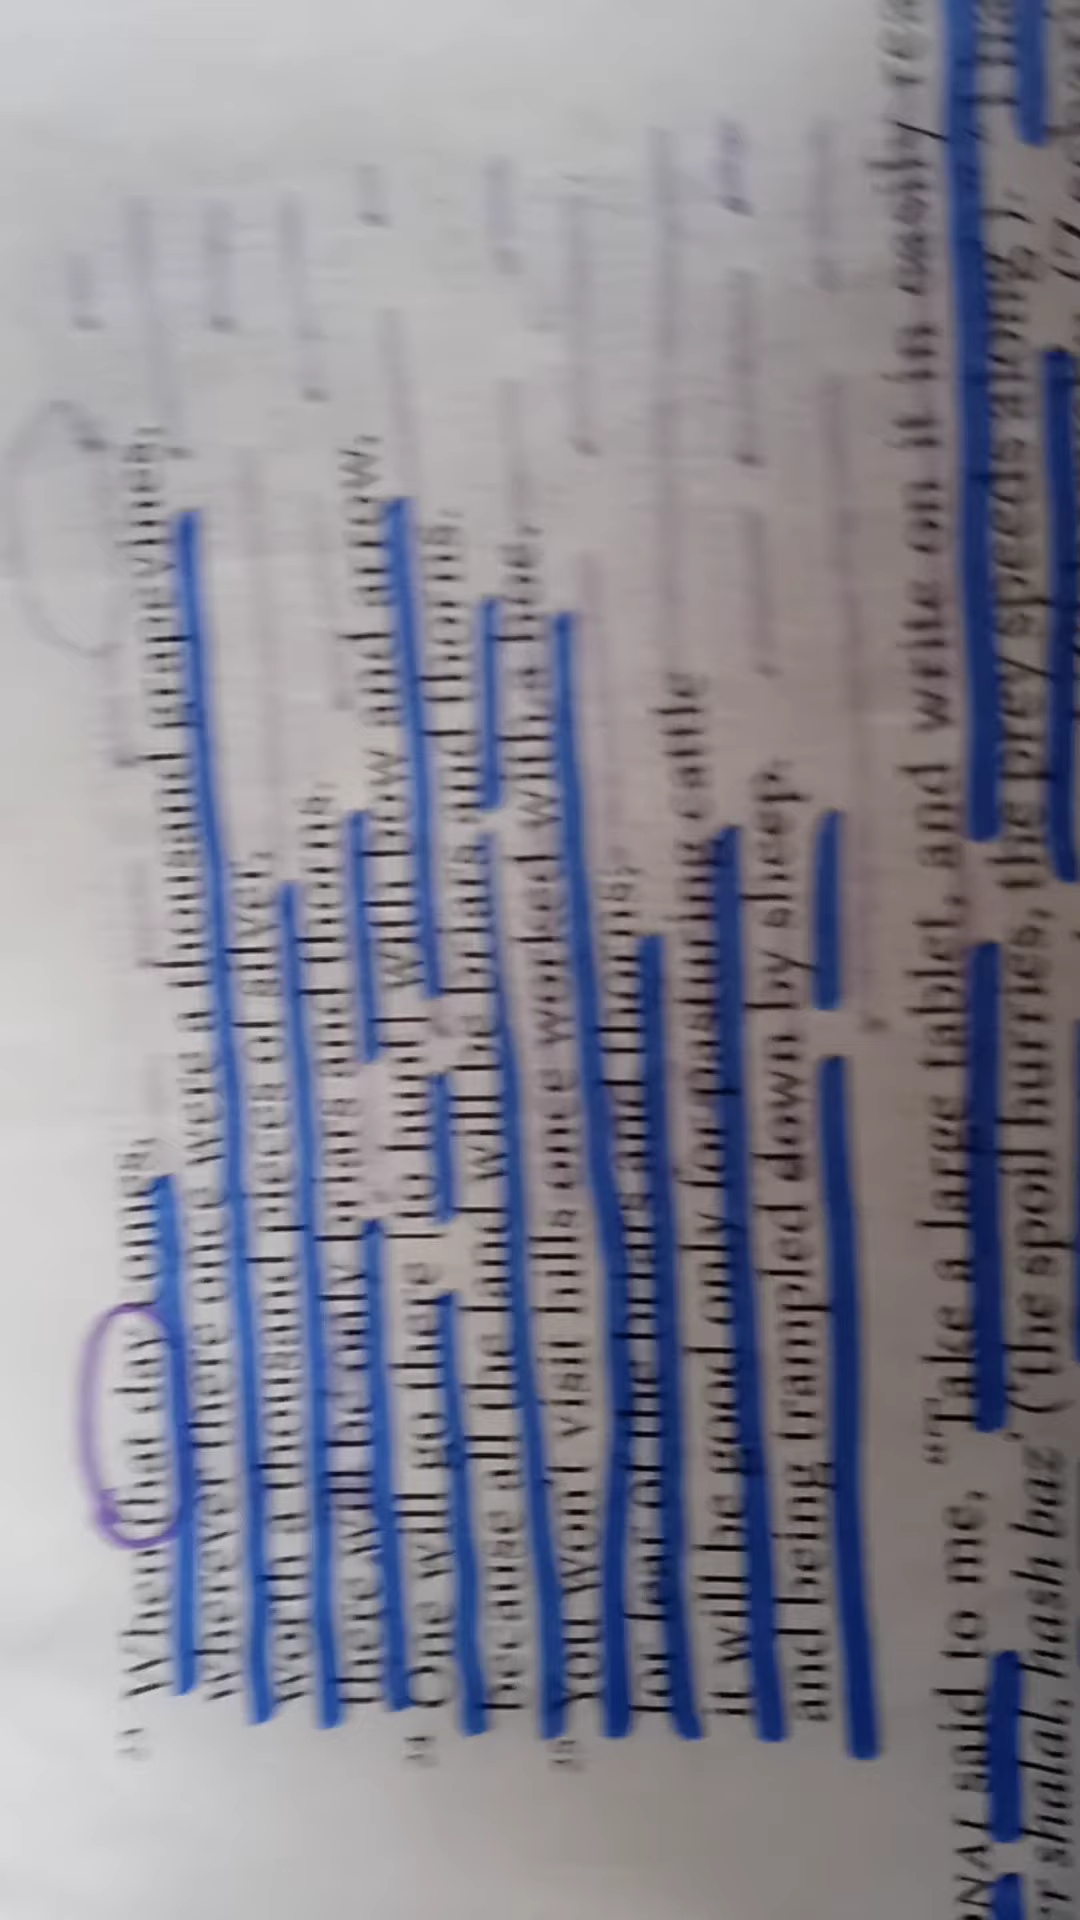 23 When that day comes,
wherever there once were a thousand grapevines,
worth a thousand pieces of silver,
there will be only briars and thorns.
24 One will go there to hunt with bow and arrow,
because all the land will be briars and thorns.
25 You won't visit hills once worked with a hoe,
for fear of the briars and thorns;
it will be good only for pasturing cattle
and being trampled down by sheep.
said to me, "Take a large tablet, and write on it in easily
shalal, hash baz' ('the spoil hurries, the prey speeds along').